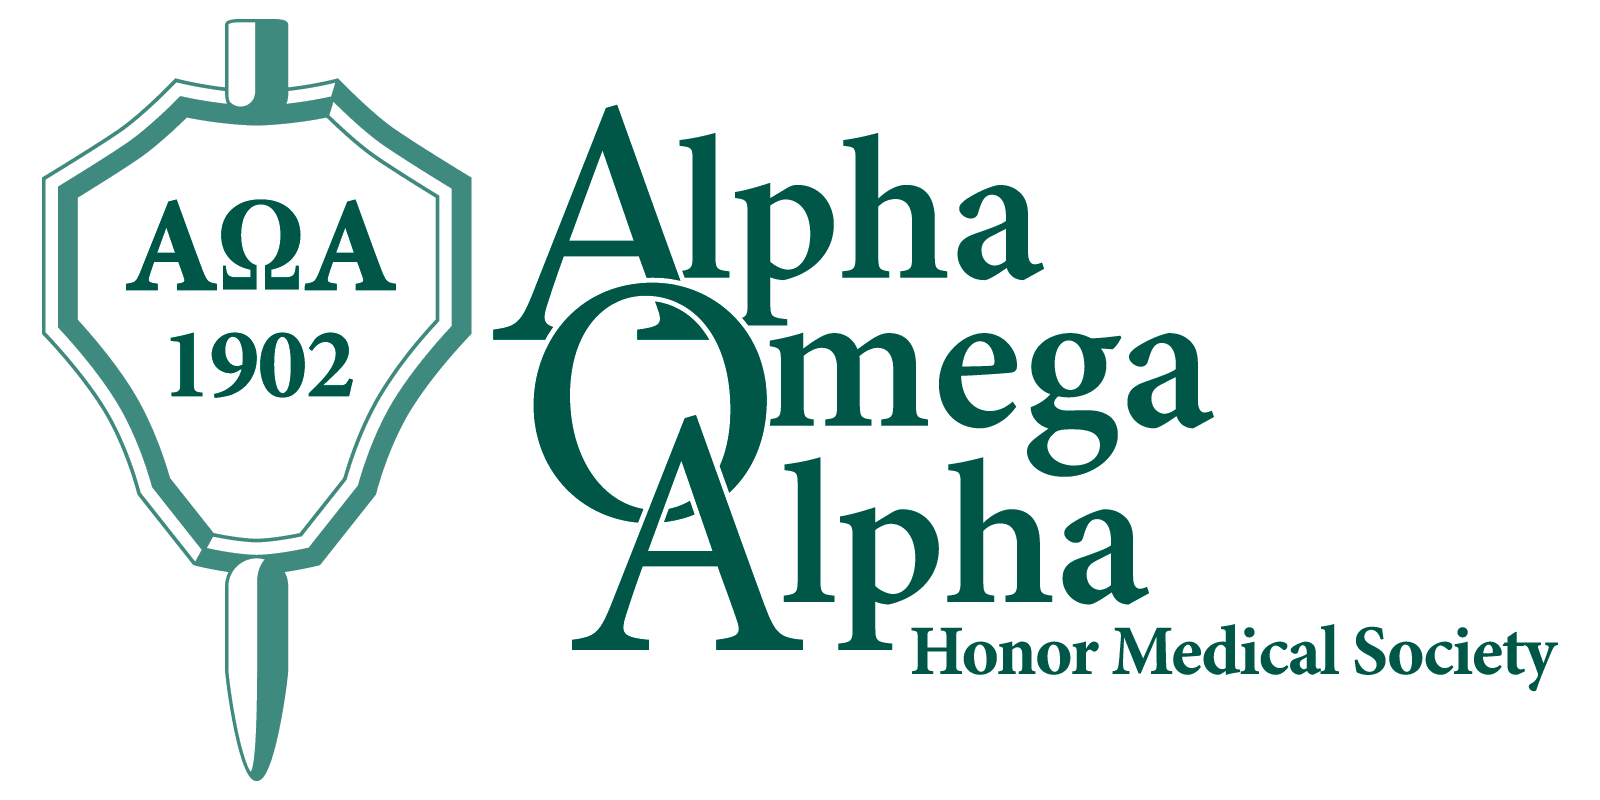 ΑΩΑ
1902
Alpha
Omega
Alpha
Honor Medical Society